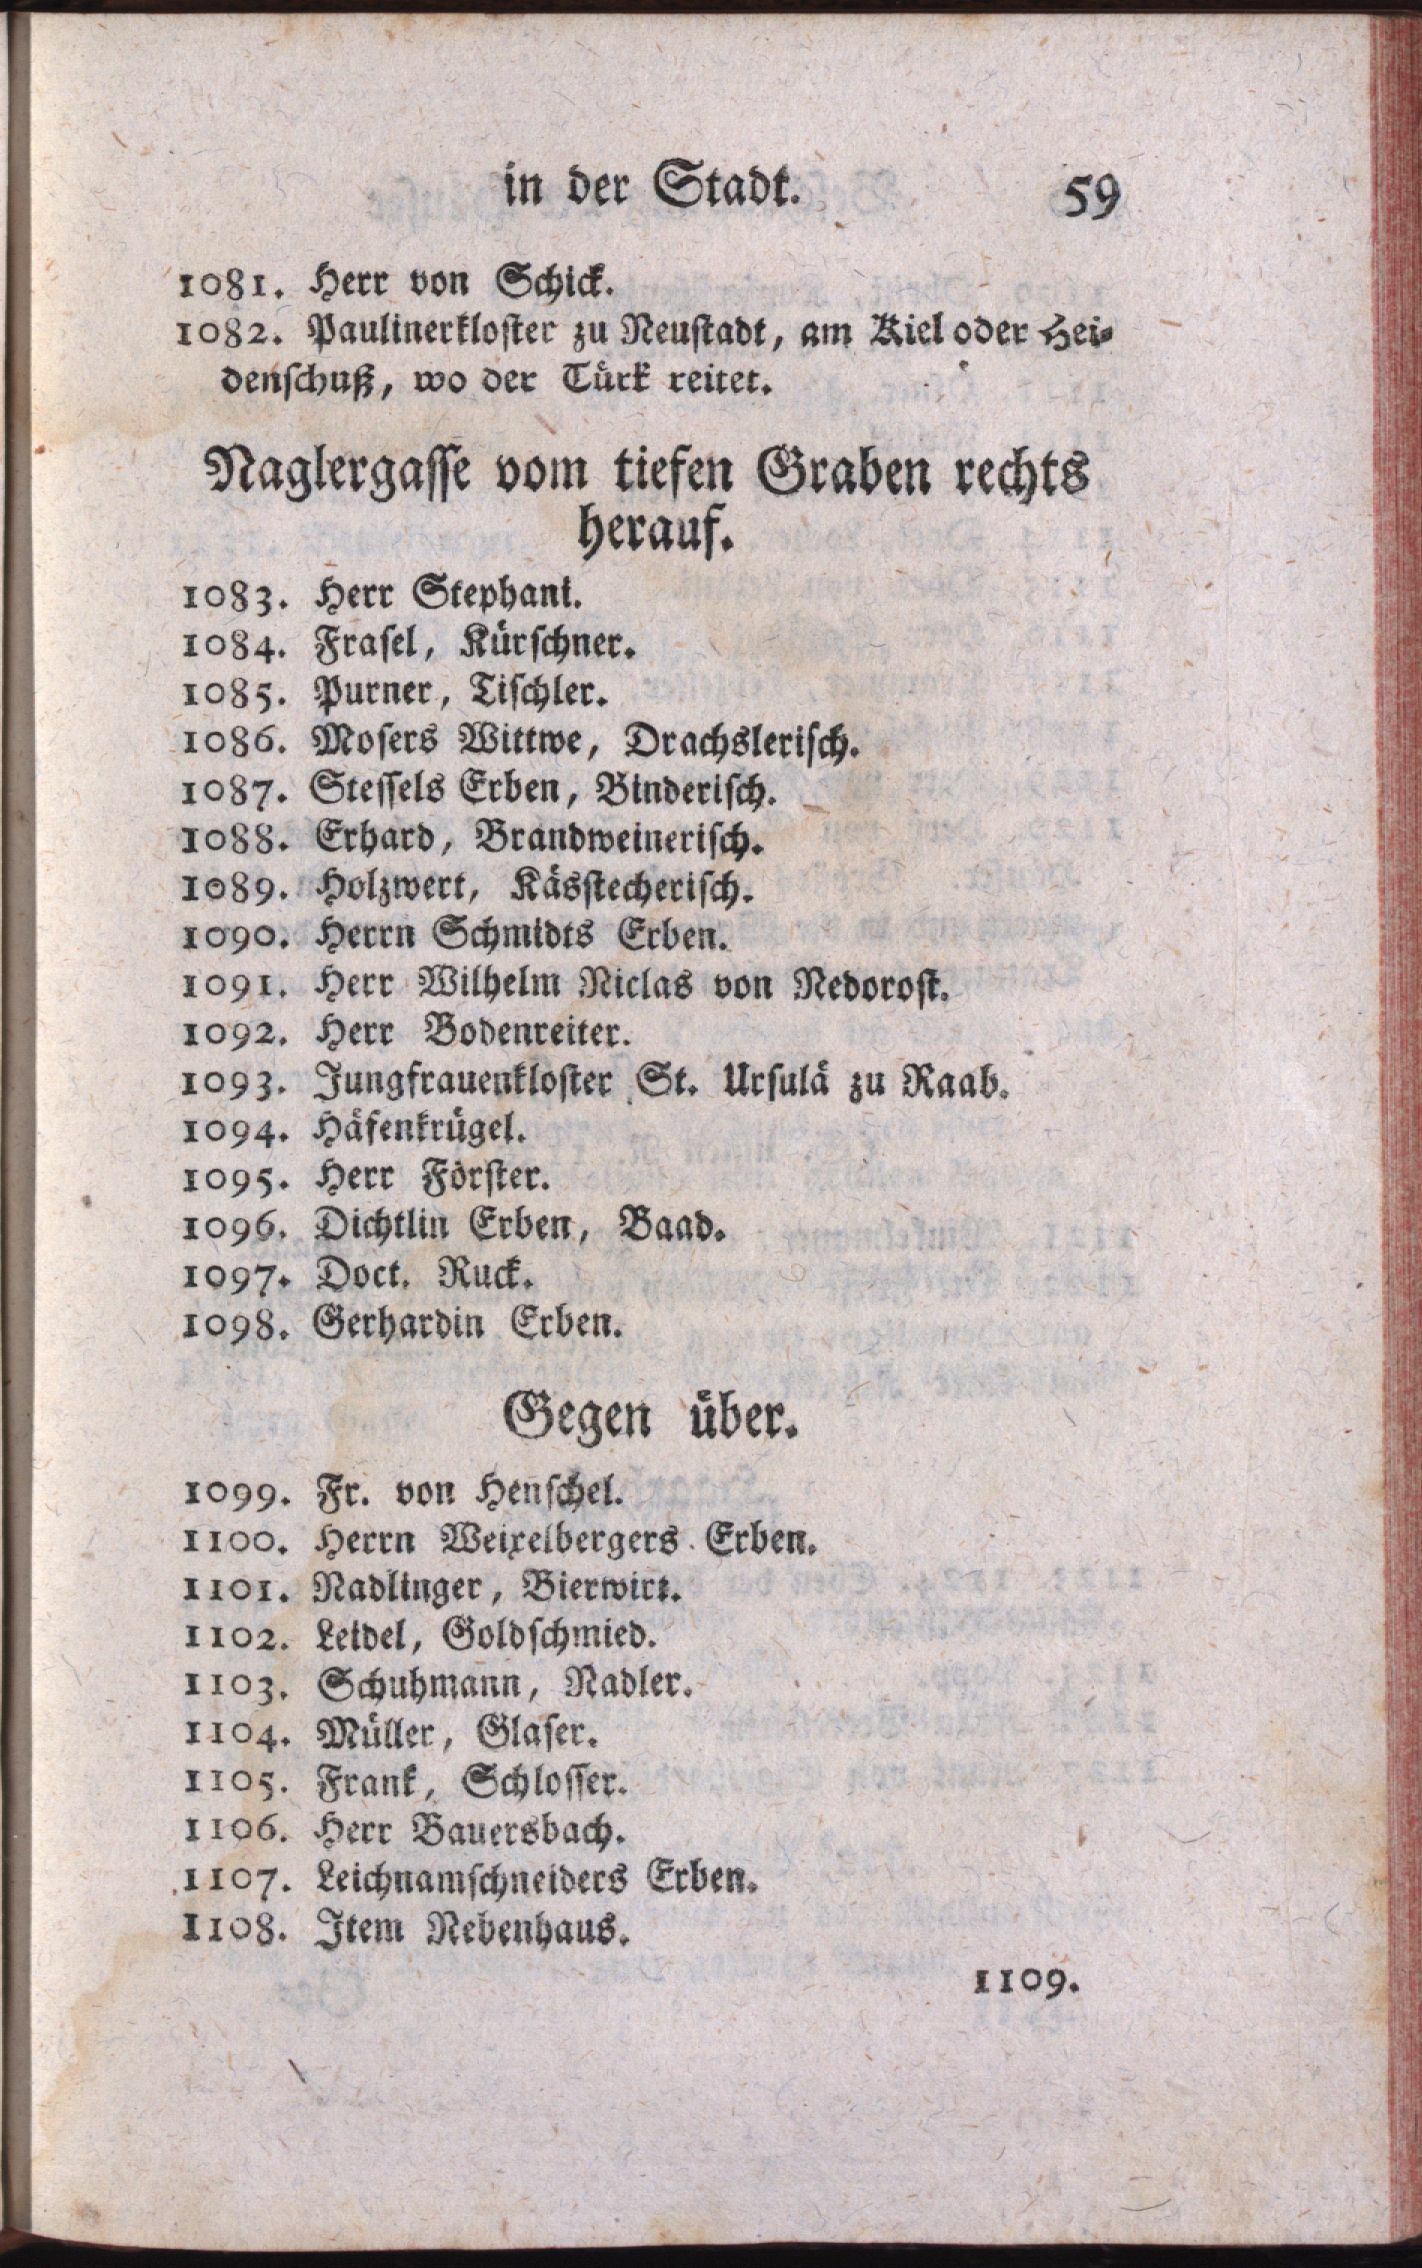 in der Stadt. 59
1081. Herr von Schick.
1082. Paulinerkloster zu Neustadt, am Kiel oder Hei-
denschuß, wo der Türk reitet.
Naglergasse vom tiefen Graben rechts
herauf.
1083. Herr Stephani.
1084. Frasel, Kürschner.
1085. Purner, Tischler.
1086. Mosers Wittwe, Drachslerisch.
1087. Stessels Erben, Binderisch.
1088. Erhard, Brandweinerisch.
1089. Holzwert, Kässtecherisch.
1090. Herrn Schmidts Erben.
1091. Herr Wilhelm Niclas von Nedorost.
1092. Herr Bodenreiter.
1093. Jungfrauenkloster St. Ursulä zu Raab.
1094. Häfenkrügel.
1095. Herr Förster.
1096. Dichtlin Erben, Baad.
1097. Doct. Ruck.
1098. Gerhardin Erben.
Gegen über.
1099. Fr. von Henschel.
1100. Herrn Weixelbergers Erben.
1101. Nadlinger, Bierwirt.
1102. Leidel, Goldschmied.
1103. Schuhmann, Nadler.
1104. Müller, Glaser.
1105. Frank, Schlosser.
1106. Herr Bauersbach.
1107. Leichnamschneiders Erben.
1108. Item Nebenhaus.
1109.